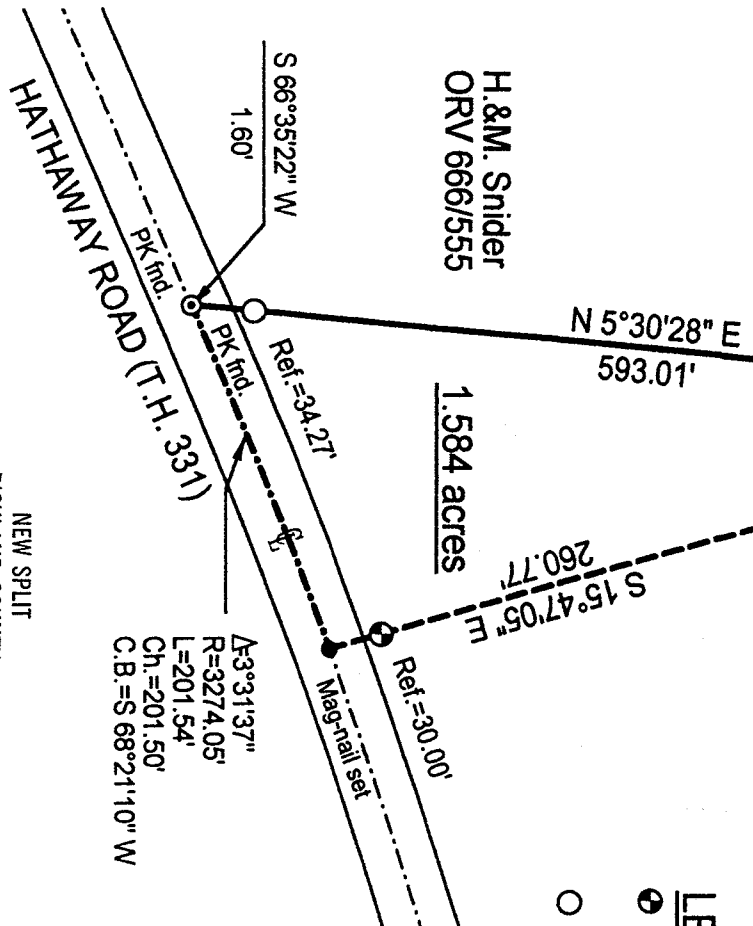 H.&M. Snider
ORV 666/555
S 66°35'22" W
1.60'
N 5°30'28" E
593.01'
1.584 acres
S 15°47'05" E
260.77'
PK fnd.
PK fnd.
Ref.=34.27'
HATHAWAY ROAD (T.H. 331)
CL
Mag-nail set
Ref.=30.00'
Δ=3°31'37"
R=3274.05'
L=201.54'
Ch.=201.50'
C.B.=S 68°21'10" W
NEW SPLIT
LE